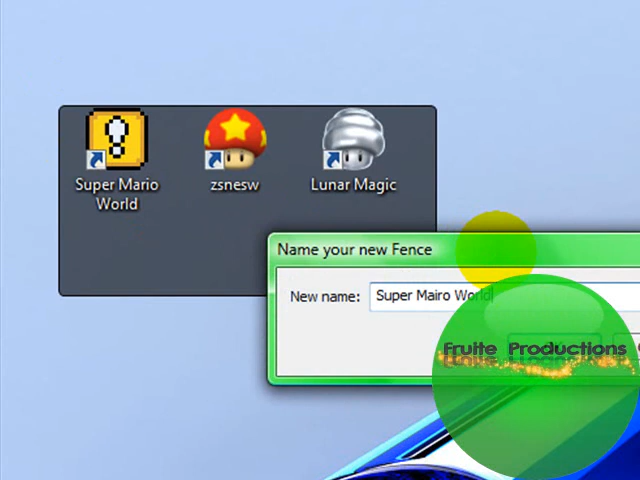 Super Mario
World
zsnesw
Lunar Magic
Name your new Fence
New name:
Super Mairo World
Fruite Productions